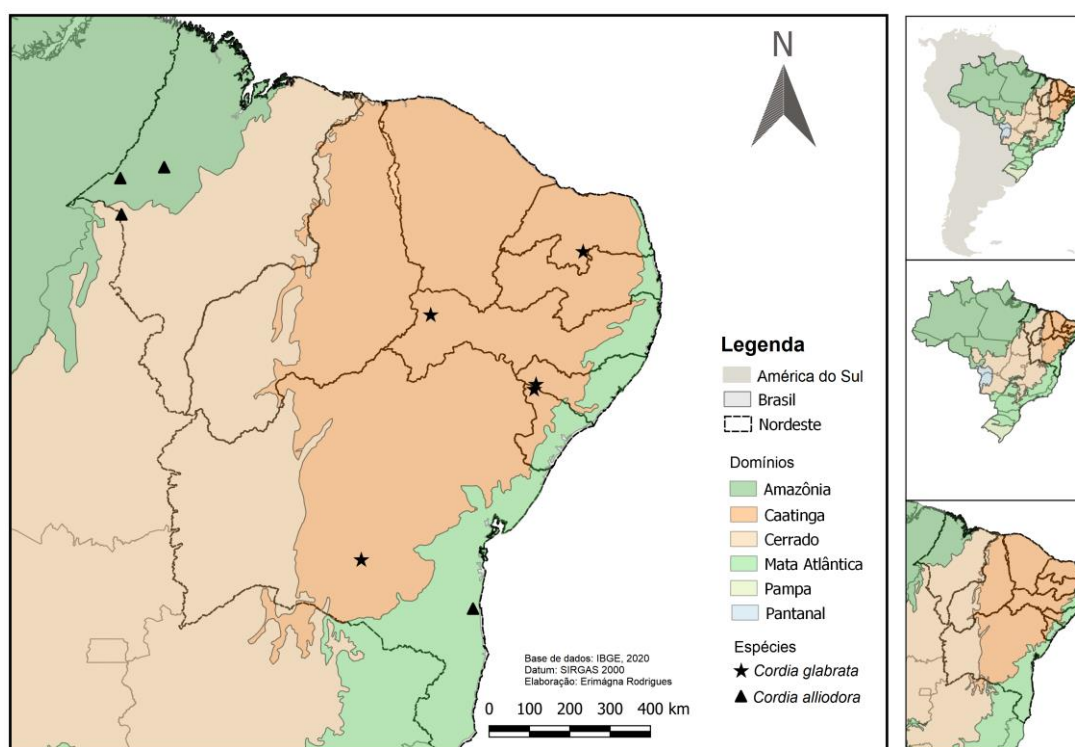 N
Legenda
América do Sul
Brasil
Nordeste
Domínios
Amazônia
Caatinga
Cerrado
Mata Atlântica
Pampa
Pantanal
Espécies
Cordia glabrata
Cordia alliodora
Base de dados: IBGE, 2020
Datum: SIRGAS 2000
Elaboração: Erimágna Rodrigues
0 100 200 300 400 km